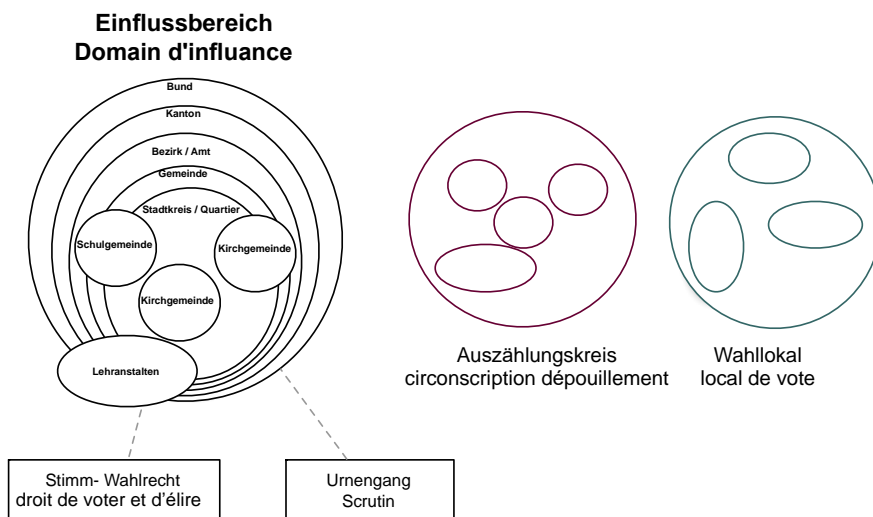 Einflussbereich
Domain d'influance
Bund
Kanton
Bezirk / Amt
Gemeinde
Stadtkreis / Quartier
Schulgemeinde
Kirchgemeinde
Kirchgemeinde
Lehranstalten
Auszählungskreis
circonscription dépouillement
Wahllokal
local de vote
Stimm- Wahlrecht
droit de voter et d’élire
Urnengang
Scrutin